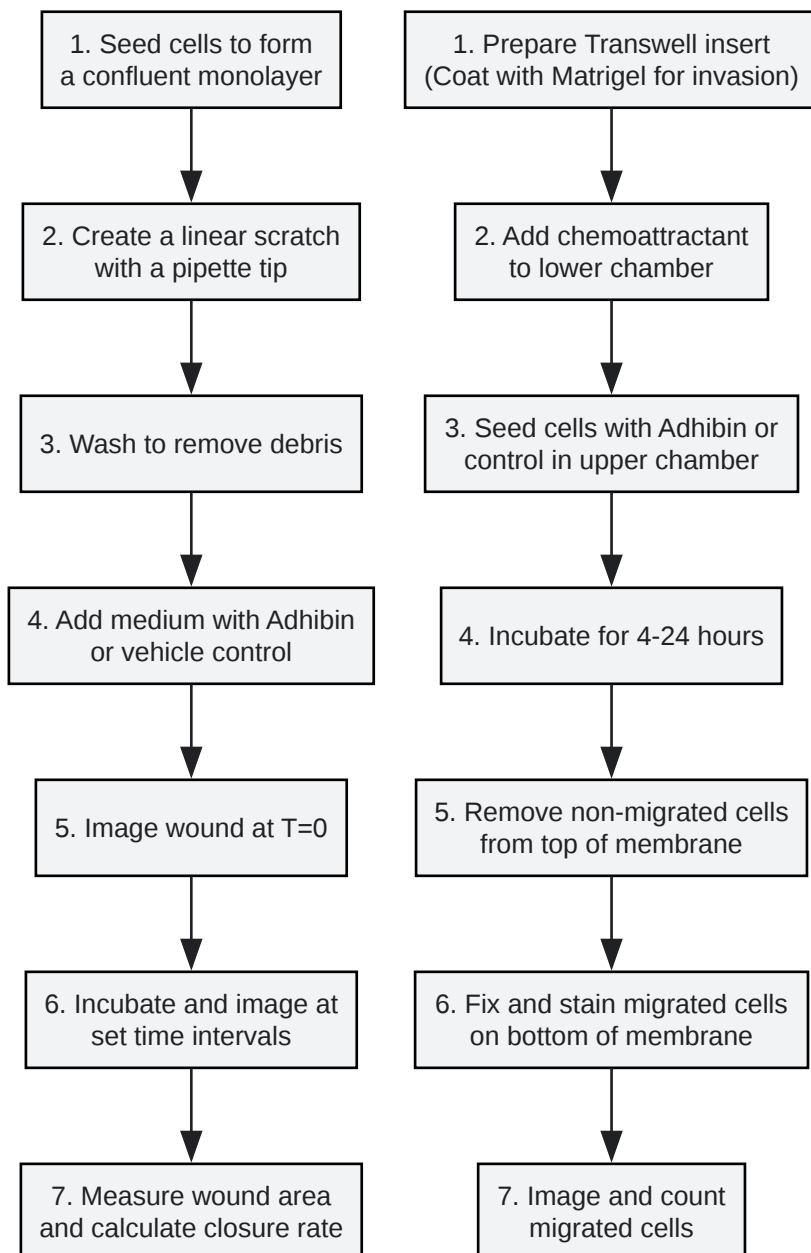 1. Seed cells to form
a confluent monolayer
2. Create a linear scratch
with a pipette tip
3. Wash to remove debris
4. Add medium with Adhibin
or vehicle control
5. Image wound at T=0
6. Incubate and image at
set time intervals
7. Measure wound area
and calculate closure rate
1. Prepare Transwell insert
(Coat with Matrigel for invasion)
2. Add chemoattractant
to lower chamber
3. Seed cells with Adhibin or
control in upper chamber
4. Incubate for 4-24 hours
5. Remove non-migrated cells
from top of membrane
6. Fix and stain migrated cells
on bottom of membrane
7. Image and count
migrated cells